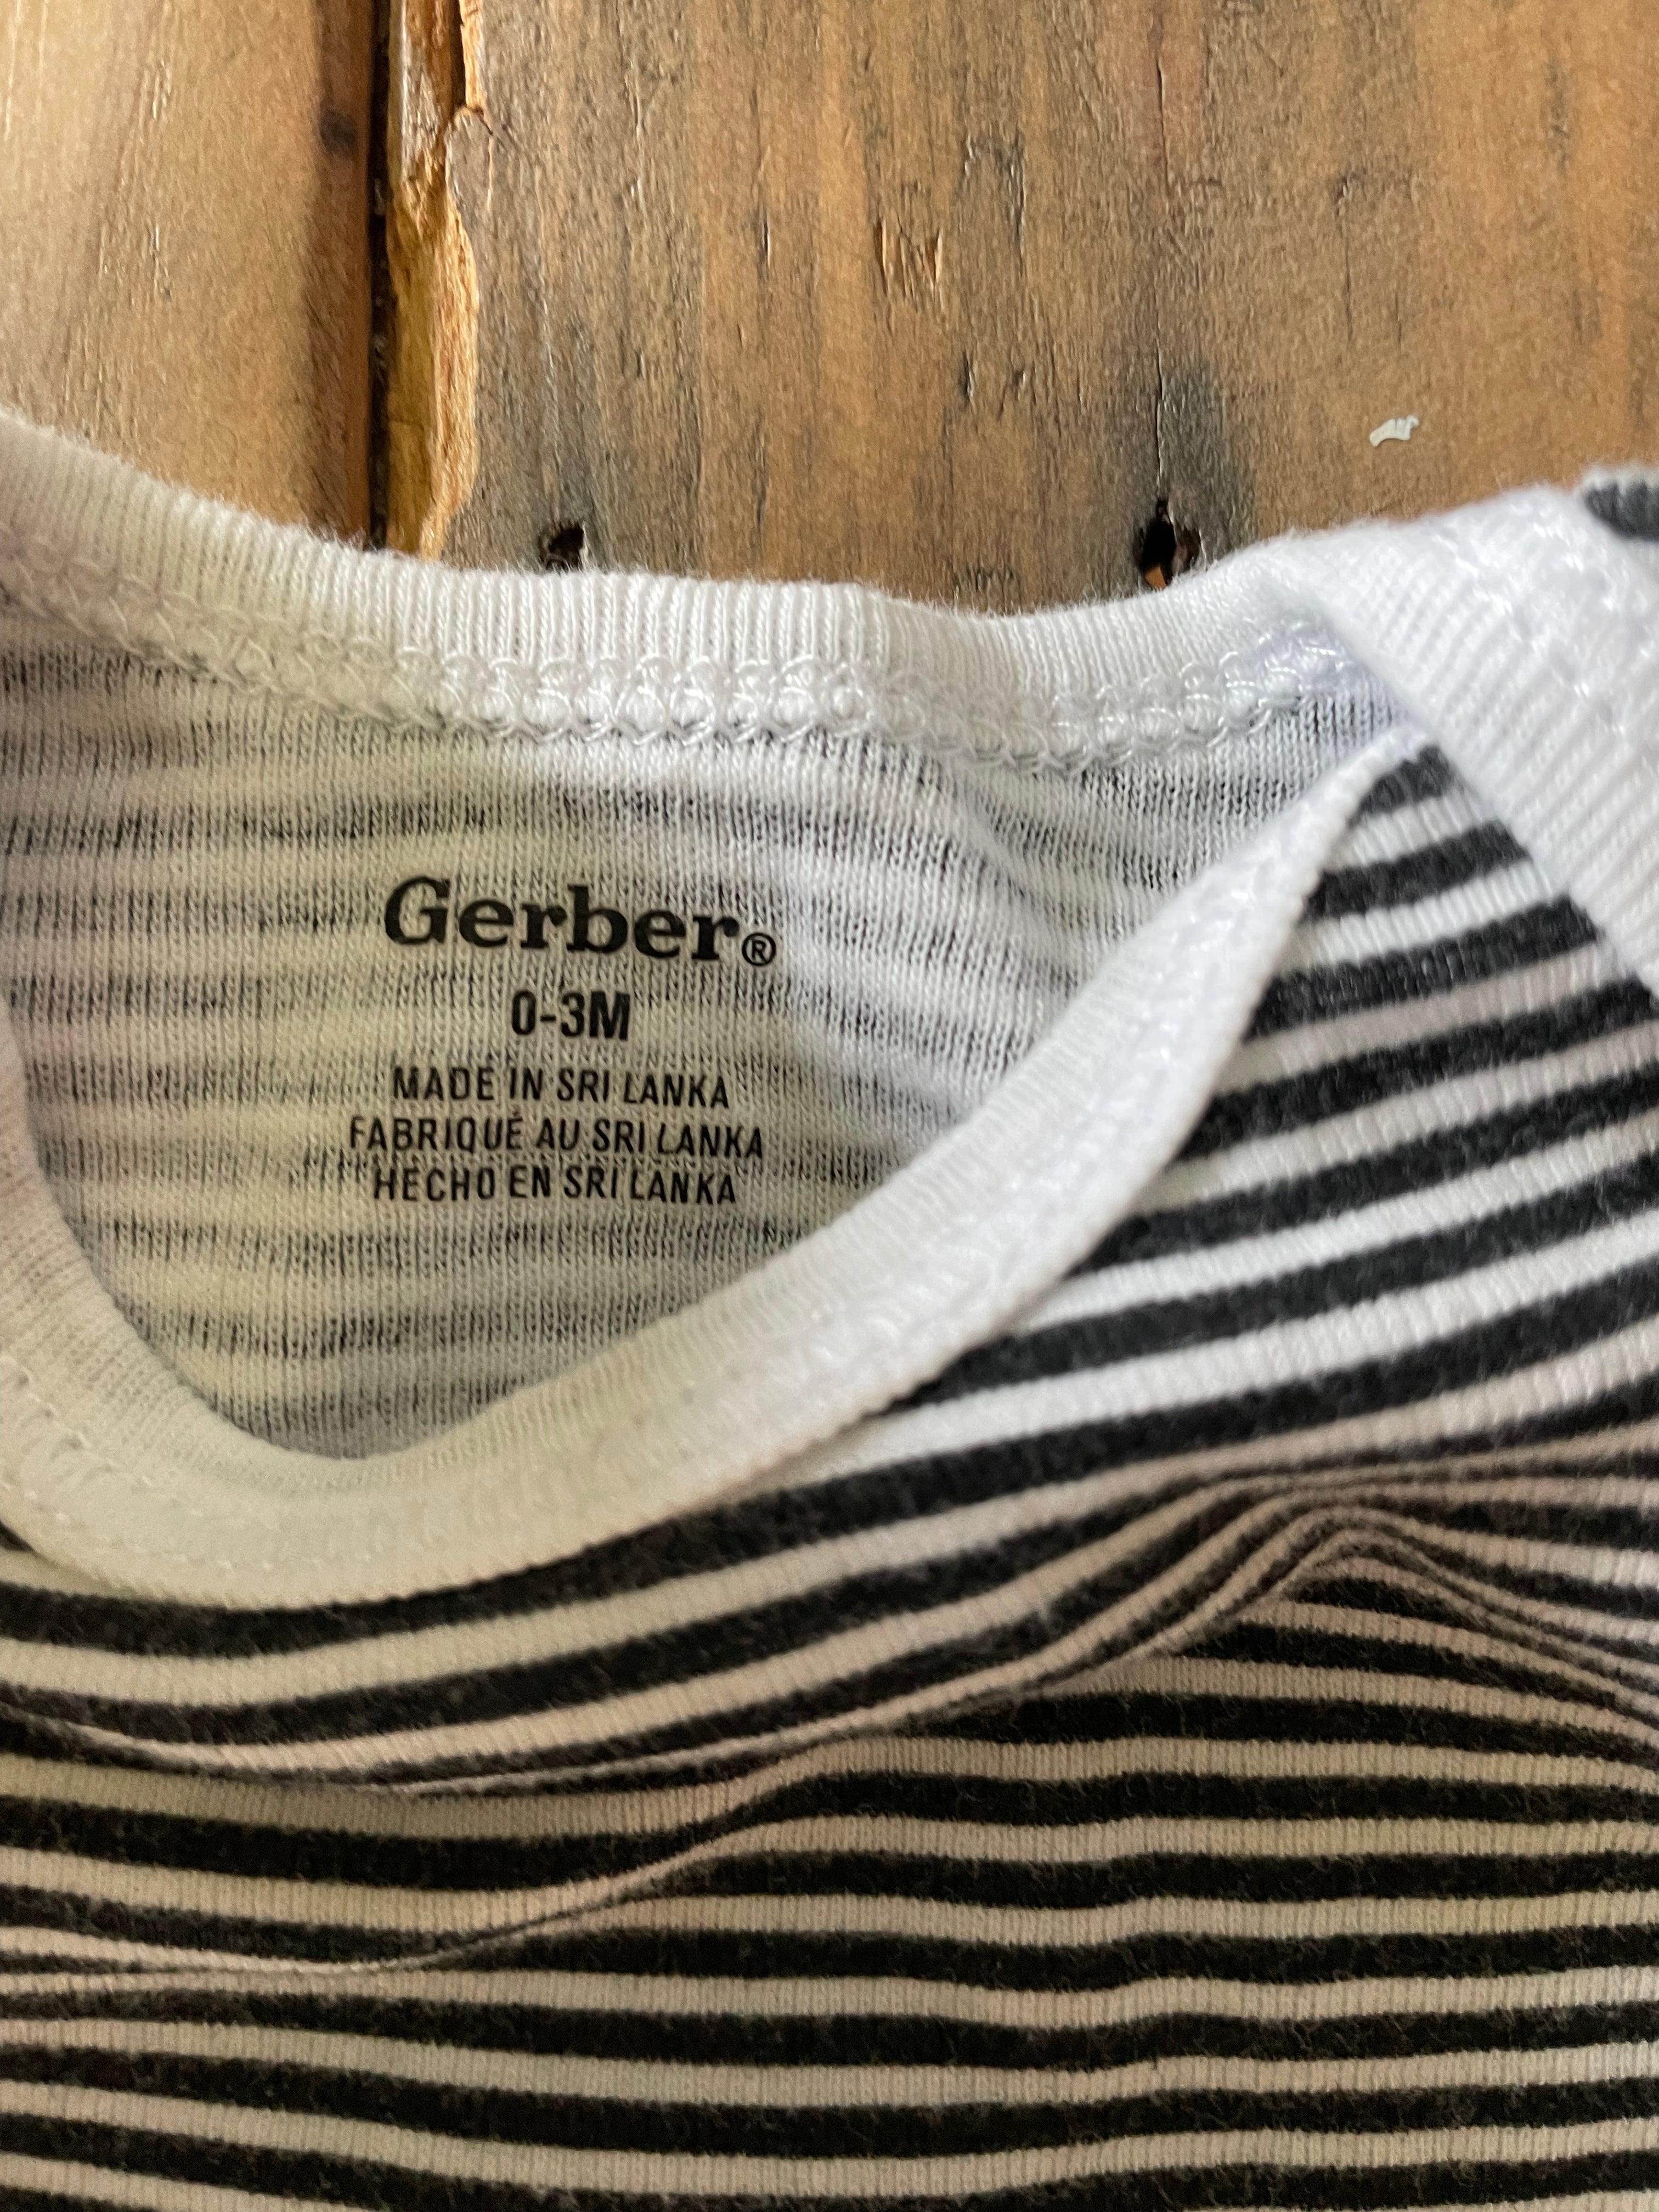 Gerber®
0-3M
MADE IN SRI LANKA
FABRIQUÉ AU SRI LANKA
HECHO EN SRI LANKA